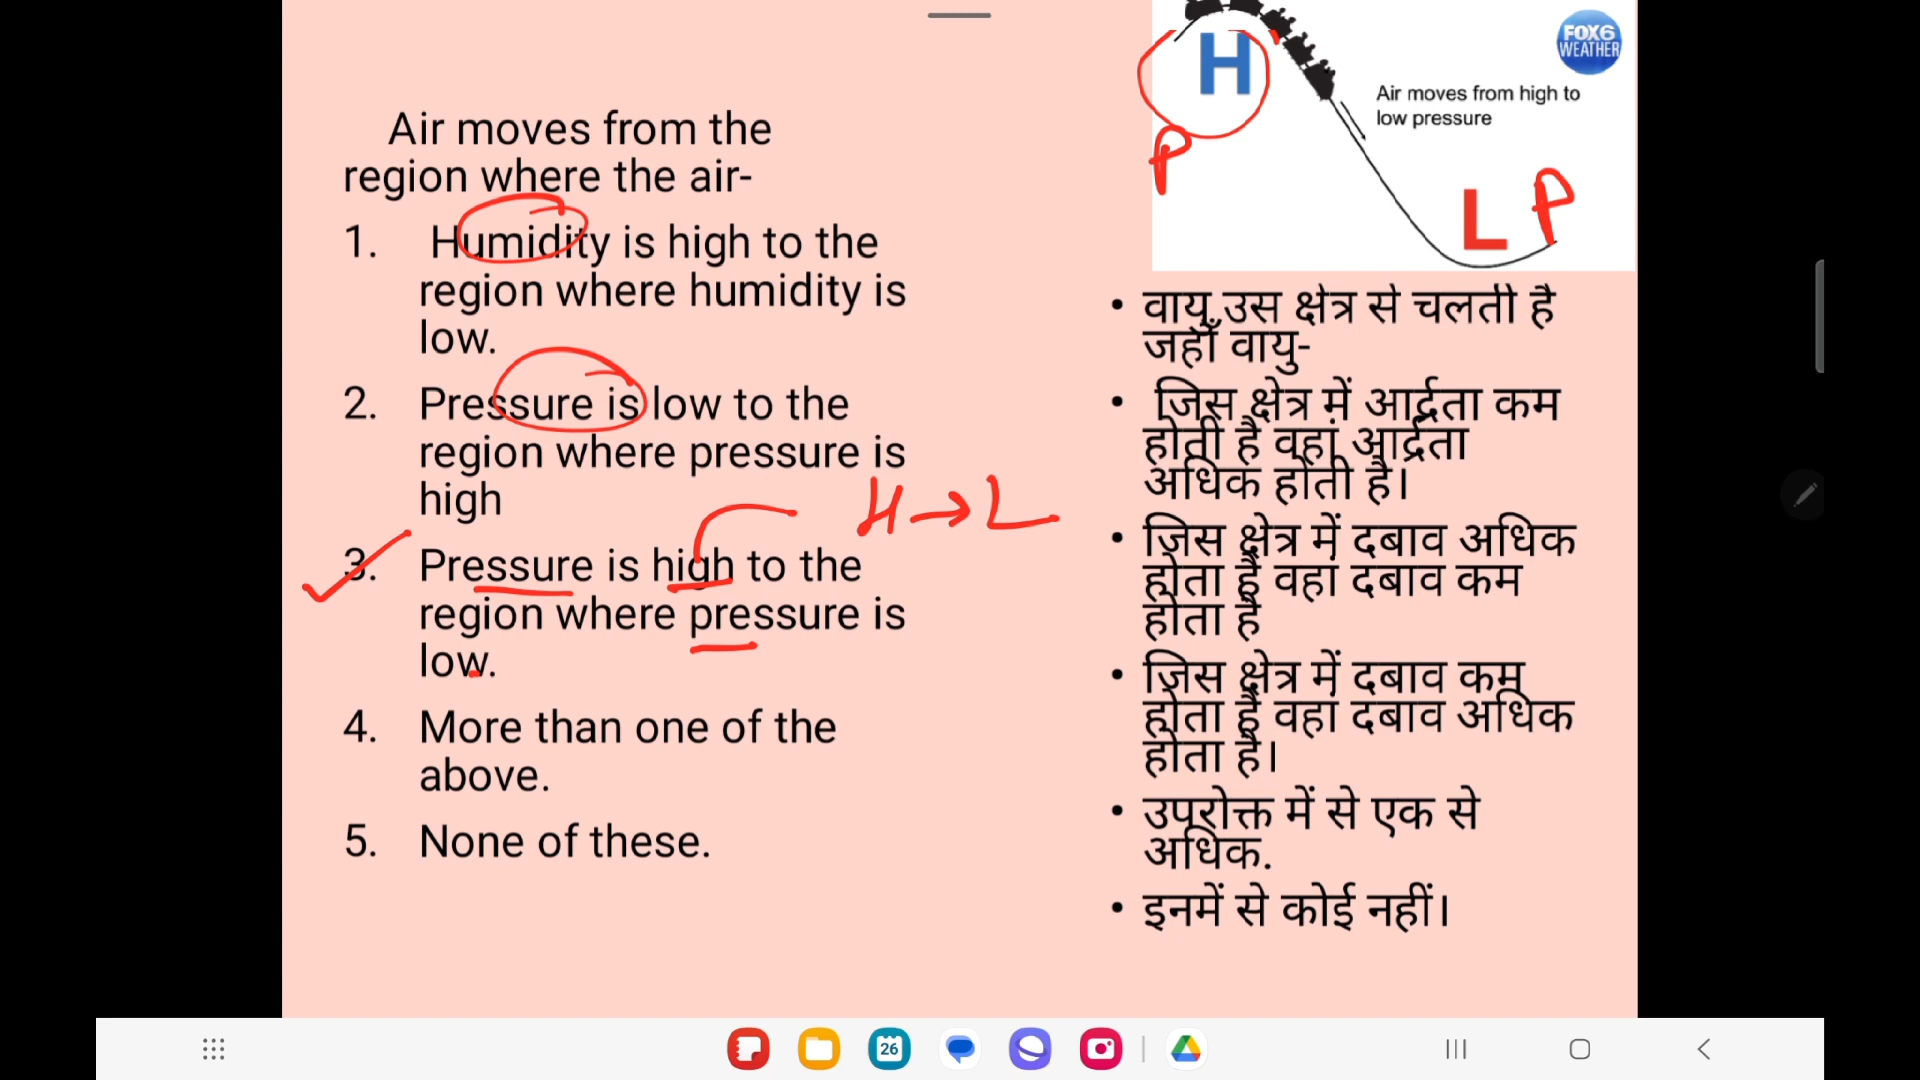 Air moves from the
region where the air-
1. Humidity is high to the
region where humidity is
low.
2. Pressure is low to the
region where pressure is
high
3. Pressure is high to the
region where pressure is
low.
4. More than one of the
above.
5. None of these.
H → L
H
P
FOX6
WEATHER
Air moves from high to
low pressure
L P
• वायु उस क्षेत्र से चलती है
जहाँ वायु-
• जिस क्षेत्र में आर्द्रता कम
होती है वहां आर्द्रता
अधिक होती है।
• जिस क्षेत्र में दबाव अधिक
होता है वहां दबाव कम
होता है
• जिस क्षेत्र में दबाव कम
होता है वहां दबाव अधिक
होता है।
• उपरोक्त में से एक से
अधिक.
• इनमें से कोई नहीं।
26